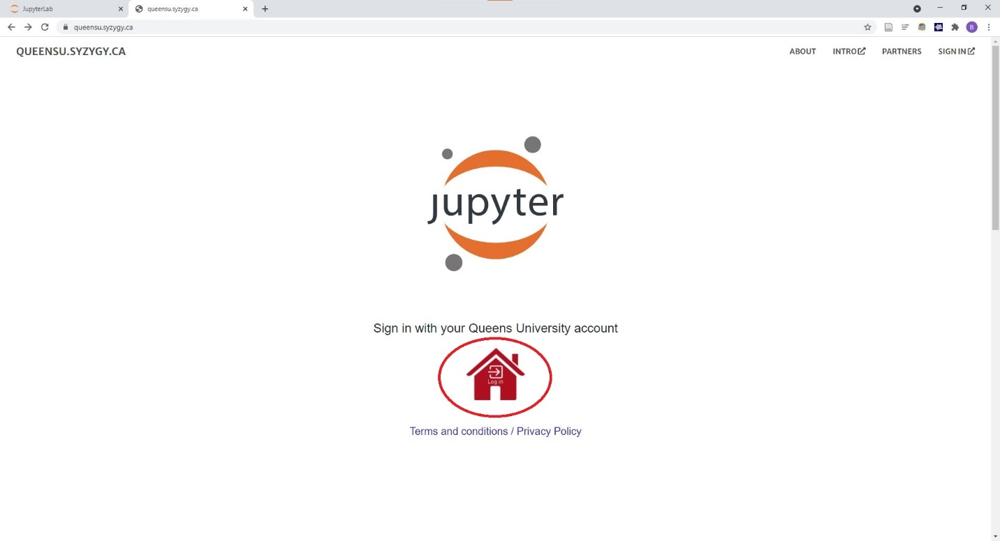 JupyterLab
queensu.syzygy.ca
queensu.syzygy.ca
B
QUEENSU.SYZYGY.CA
ABOUT INTRO PARTNERS SIGN IN
jupyter
Sign in with your Queens University account
Log in
Terms and conditions / Privacy Policy